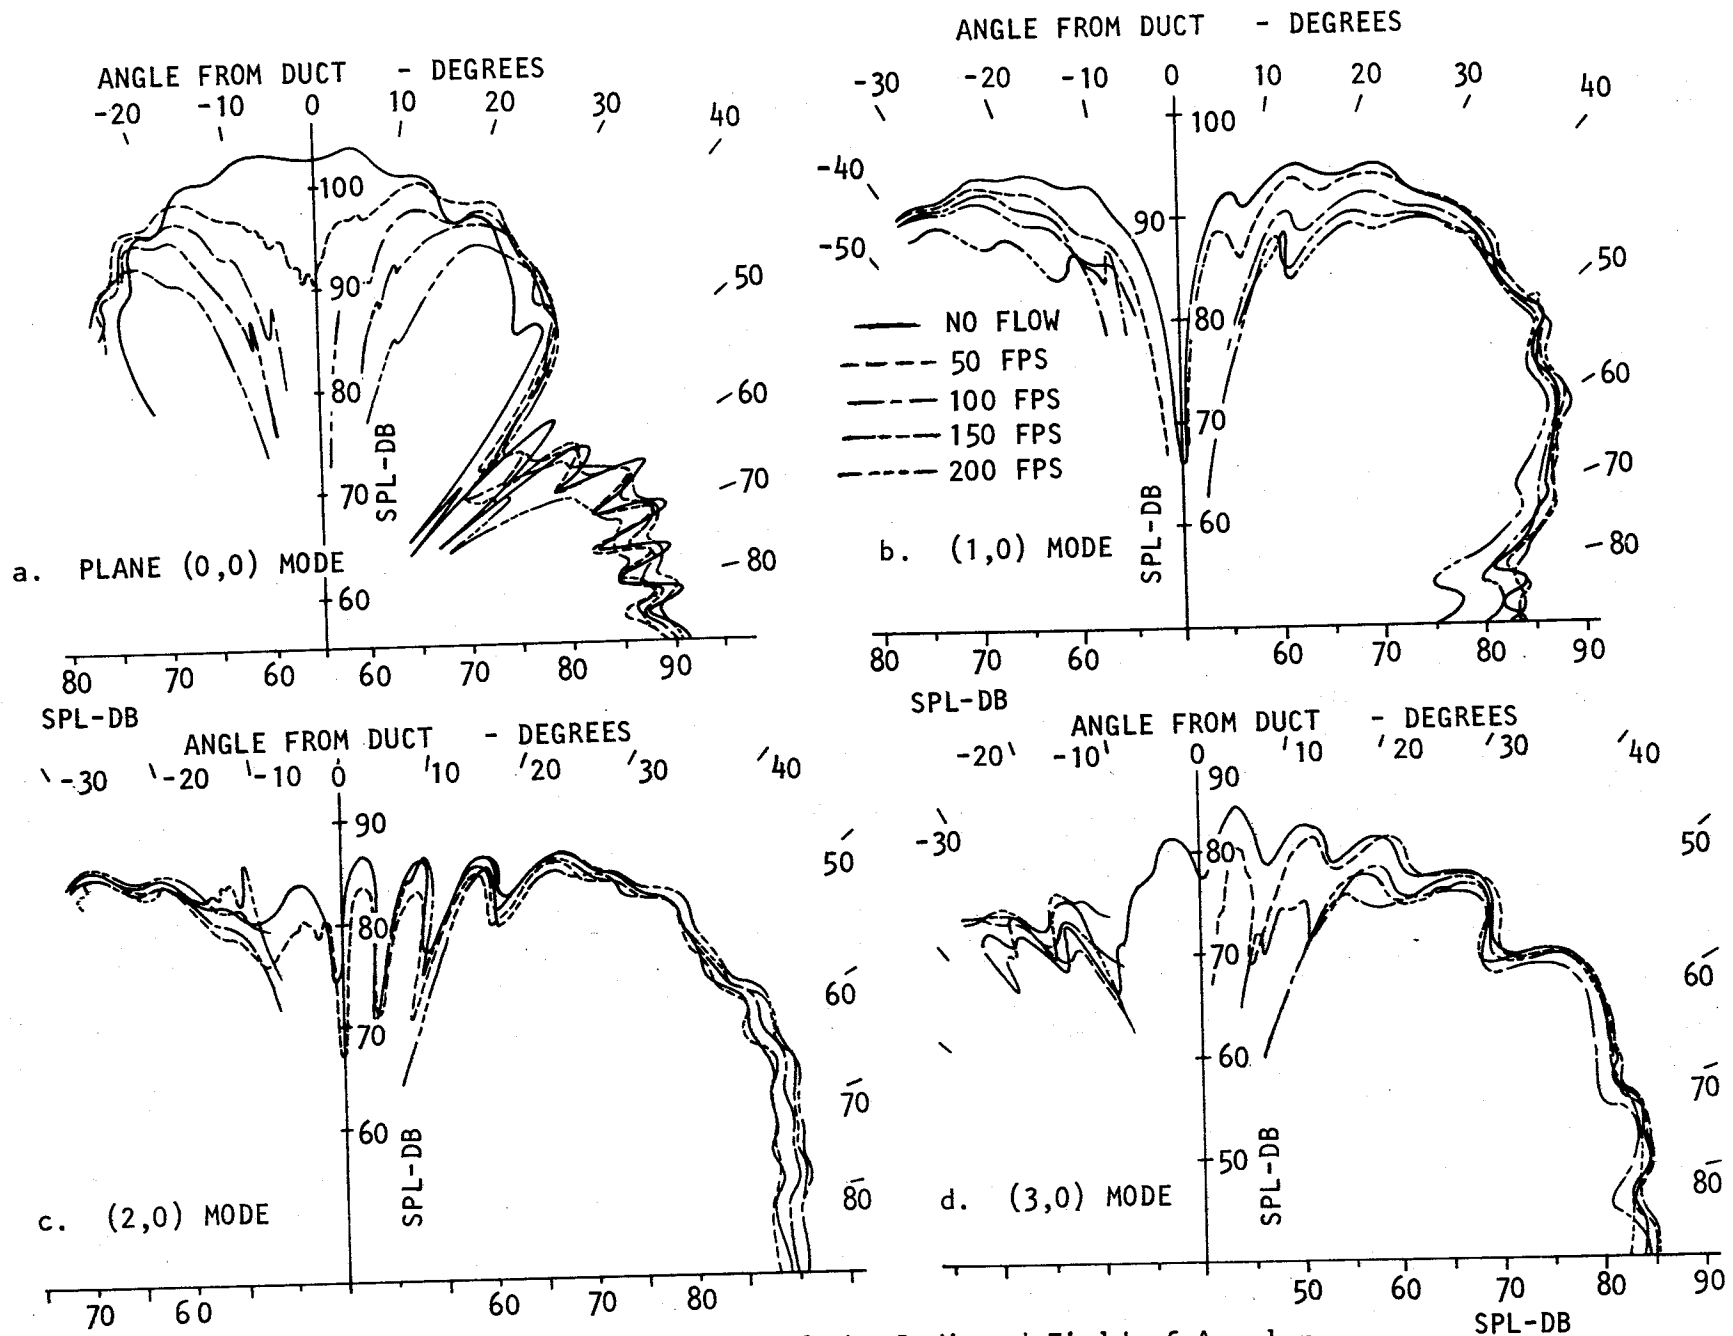 ANGLE FROM DUCT - DEGREES
-20 -10 0 10 20 30 40
50
60
70
80
100
90
80
70
60
SPL-DB
a. PLANE (0,0) MODE
80 70 60 60 70 80 90
SPL-DB
ANGLE FROM DUCT - DEGREES
-30 -20 -10 0 10 20 30 40
-40
-50
50
60
70
80
100
90
80
70
60
SPL-DB
NO FLOW
50 FPS
100 FPS
150 FPS
200 FPS
b. (1,0) MODE
80 70 60 60 70 80 90
SPL-DB
ANGLE FROM DUCT - DEGREES
-30 -20 -10 0 10 20 30 40
50
60
70
80
90
80
70
60
SPL-DB
c. (2,0) MODE
70 60 60 70 80
ANGLE FROM DUCT - DEGREES
-20 -10 0 10 20 30 40
-30
50
60
70
80
90
80
70
60
50
SPL-DB
d. (3,0) MODE
50 60 70 80 90
SPL-DB